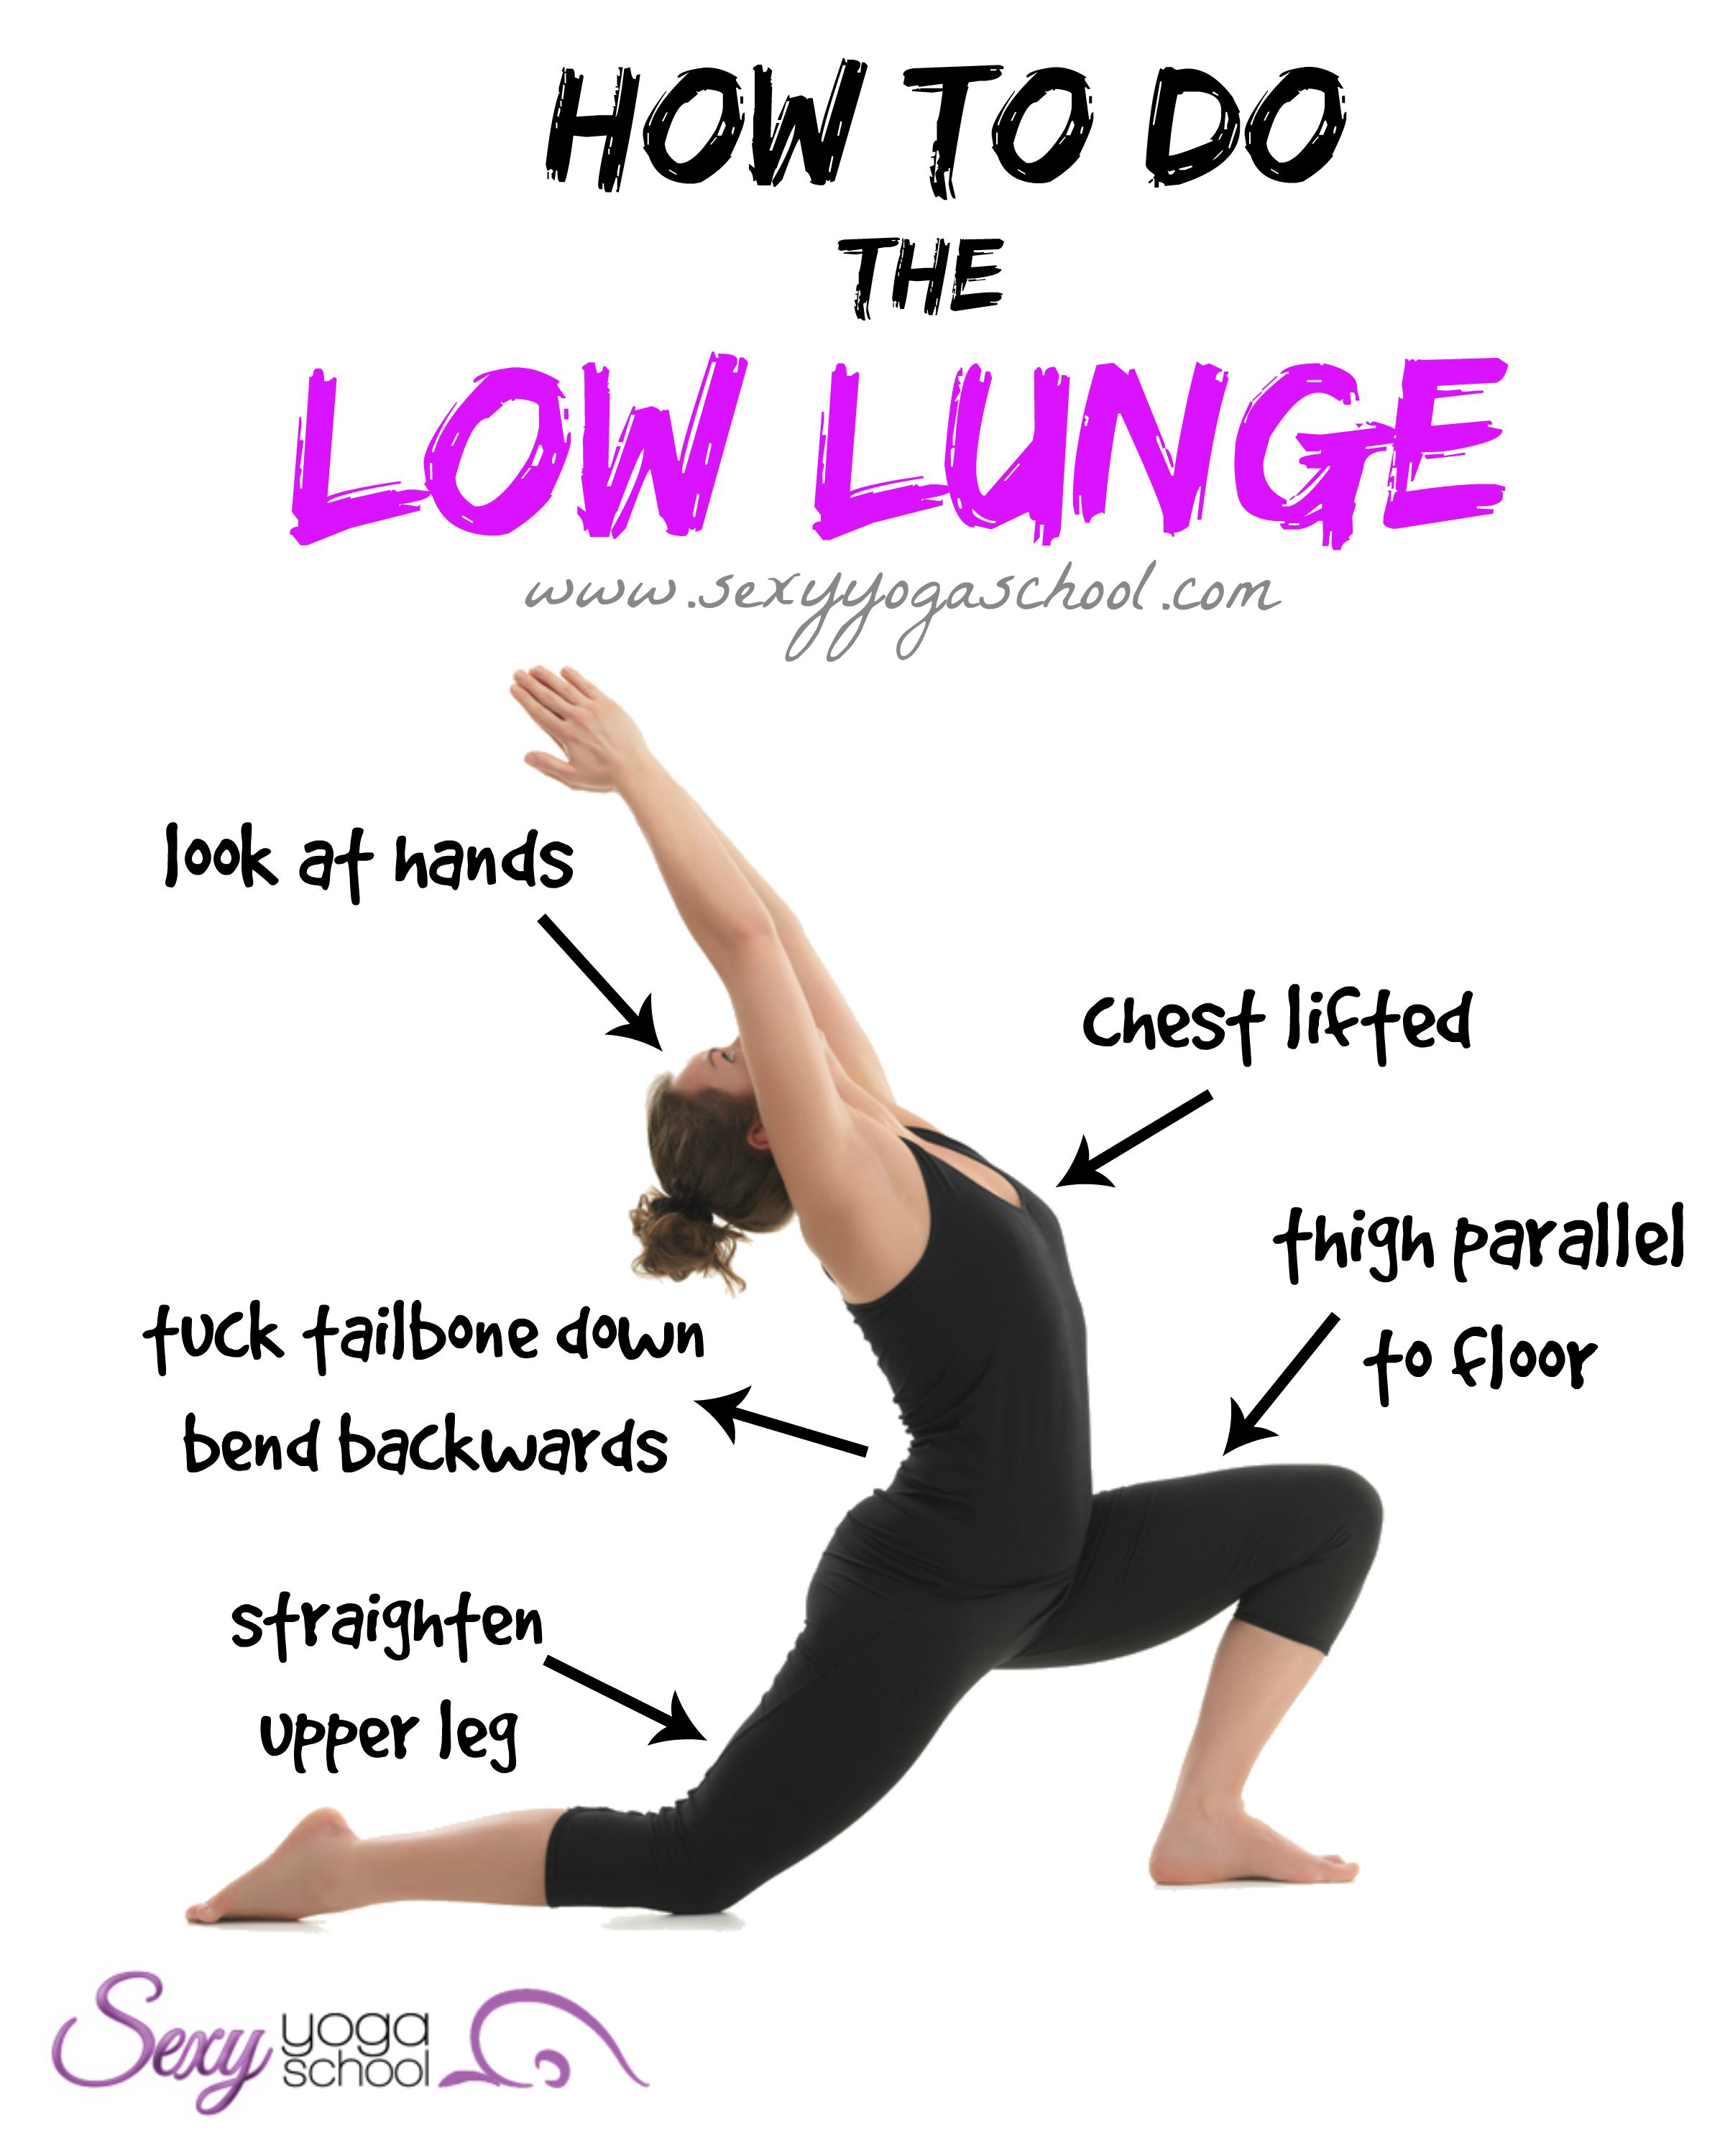 HOW TO DO
THE
LOW LUNGE
www.sexyyogaschool.com
look at hands
chest lifted
thigh parallel
to floor
tuck tailbone down
bend backwards
straighten
upper leg
Sexy yoga
school